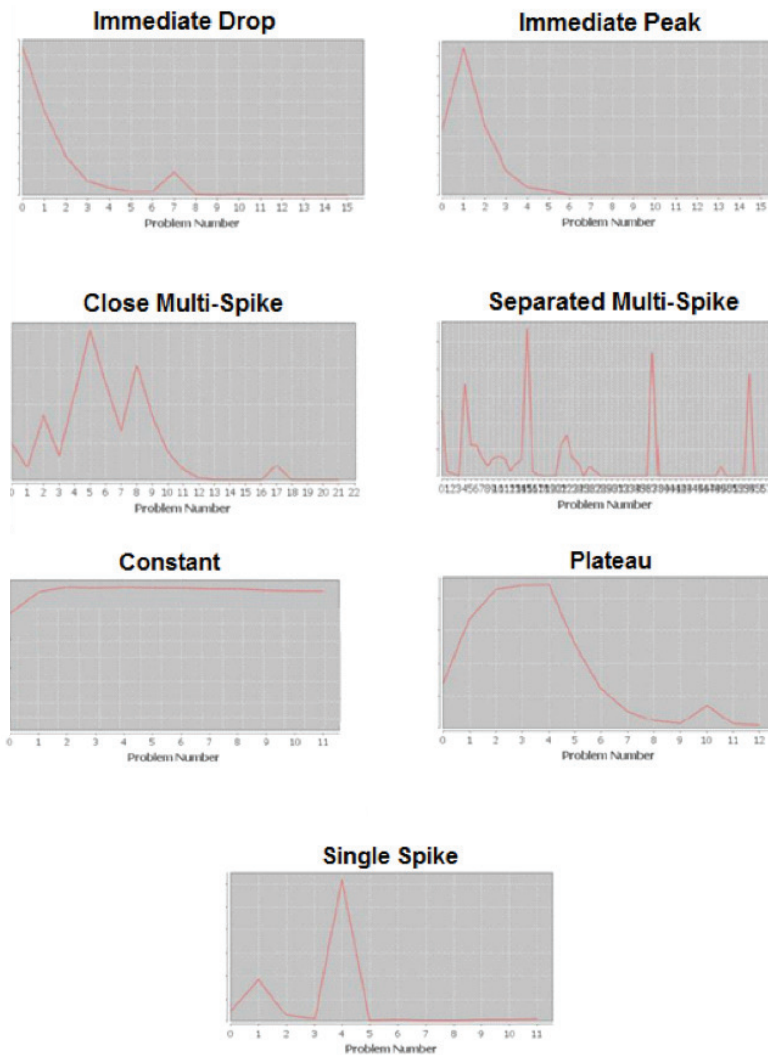 Immediate Drop
0 1 2 3 4 5 6 7 8 9 10 11 12 13 14 15
Problem Number
Immediate Peak
0 1 2 3 4 5 6 7 8 9 10 11 12 13 14 15
Problem Number
Close Multi-Spike
0 1 2 3 4 5 6 7 8 9 10 11 12 13 14 15 16 17 18 19 20 21 22
Problem Number
Separated Multi-Spike
Problem Number
Constant
0 1 2 3 4 5 6 7 8 9 10 11
Problem Number
Plateau
0 1 2 3 4 5 6 7 8 9 10 11 12
Problem Number
Single Spike
0 1 2 3 4 5 6 7 8 9 10 11
Problem Number